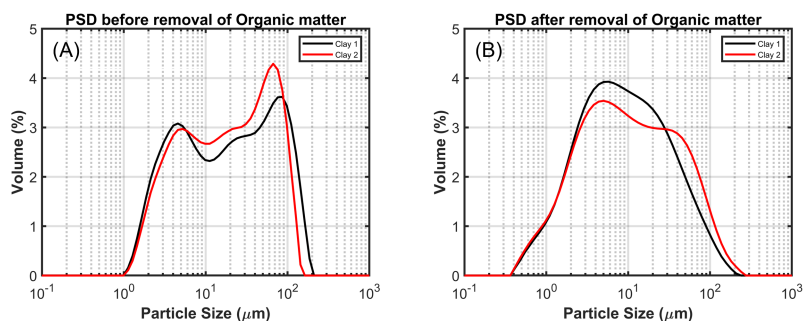 PSD before removal of Organic matter
(A)
Clay 1
Clay 2
5
4
3
2
1
0
Volume (%)
10^-1
10^0
10^1
10^2
10^3
Particle Size (μm)
PSD after removal of Organic matter
(B)
Clay 1
Clay 2
5
4
3
2
1
0
Volume (%)
10^-1
10^0
10^1
10^2
10^3
Particle Size (μm)